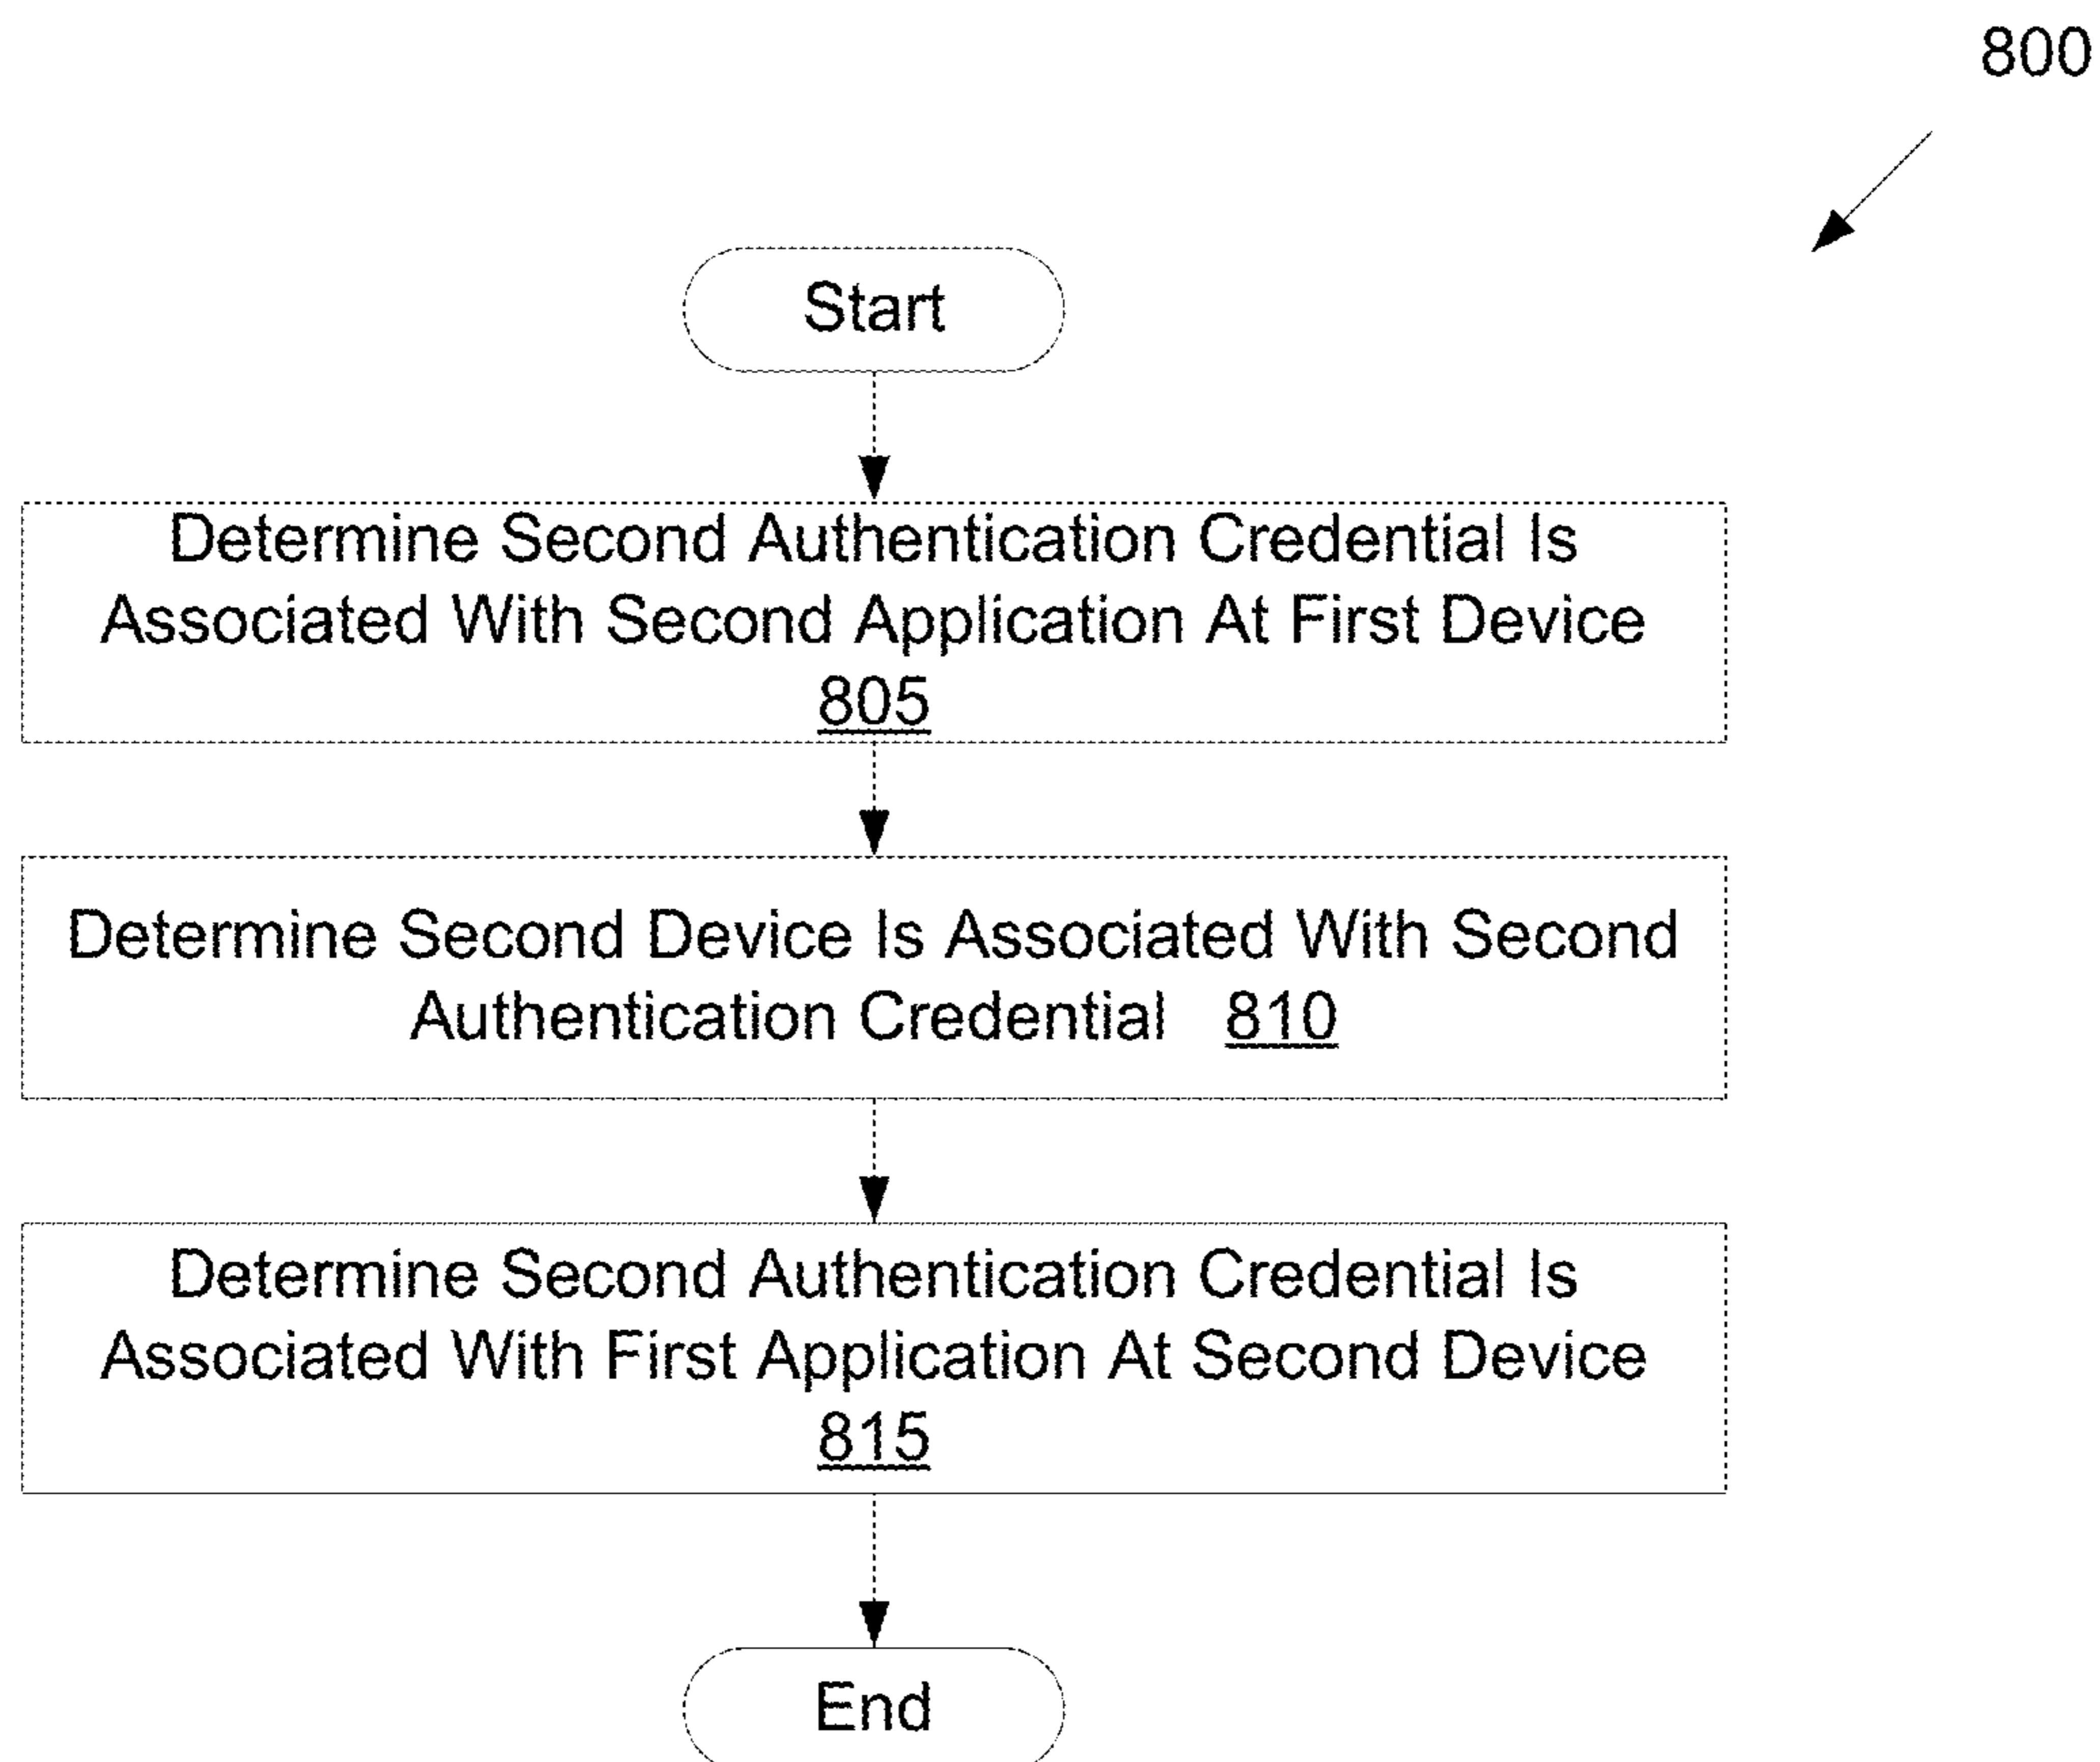 800
Start
Determine Second Authentication Credential Is
Associated With Second Application At First Device
805
Determine Second Device Is Associated With Second
Authentication Credential 810
Determine Second Authentication Credential Is
Associated With First Application At Second Device
815
End